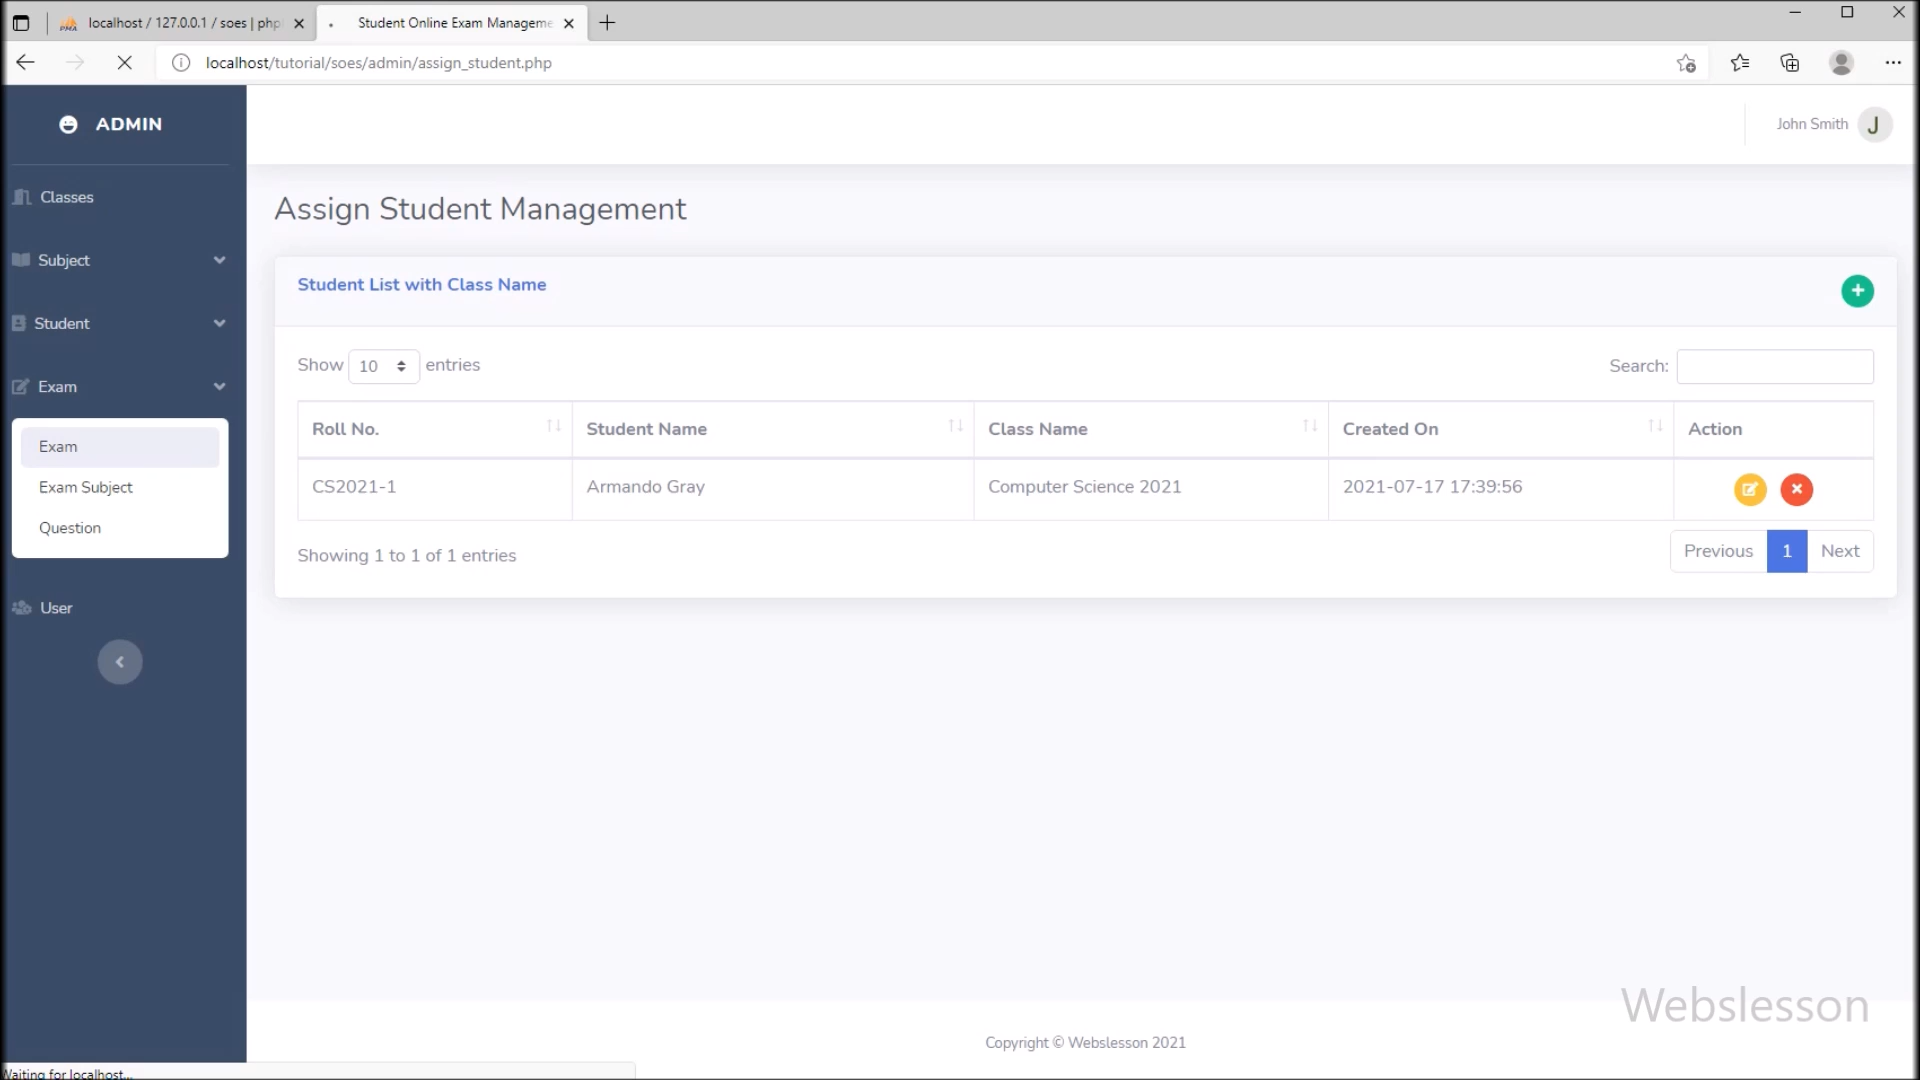 localhost / 127.0.0.1 / soes | php
Student Online Exam Manageme
localhost/tutorial/soes/admin/assign_student.php
ADMIN
John Smith J
Classes
Subject
Student
Exam
Exam
Exam Subject
Question
User
Assign Student Management
Student List with Class Name
Show 10 entries
Search:
Roll No. Student Name Class Name Created On Action
CS2021-1 Armando Gray Computer Science 2021 2021-07-17 17:39:56
Showing 1 to 1 of 1 entries
Previous 1 Next
Webslesson
Copyright © Webslesson 2021
Waiting for localhost...